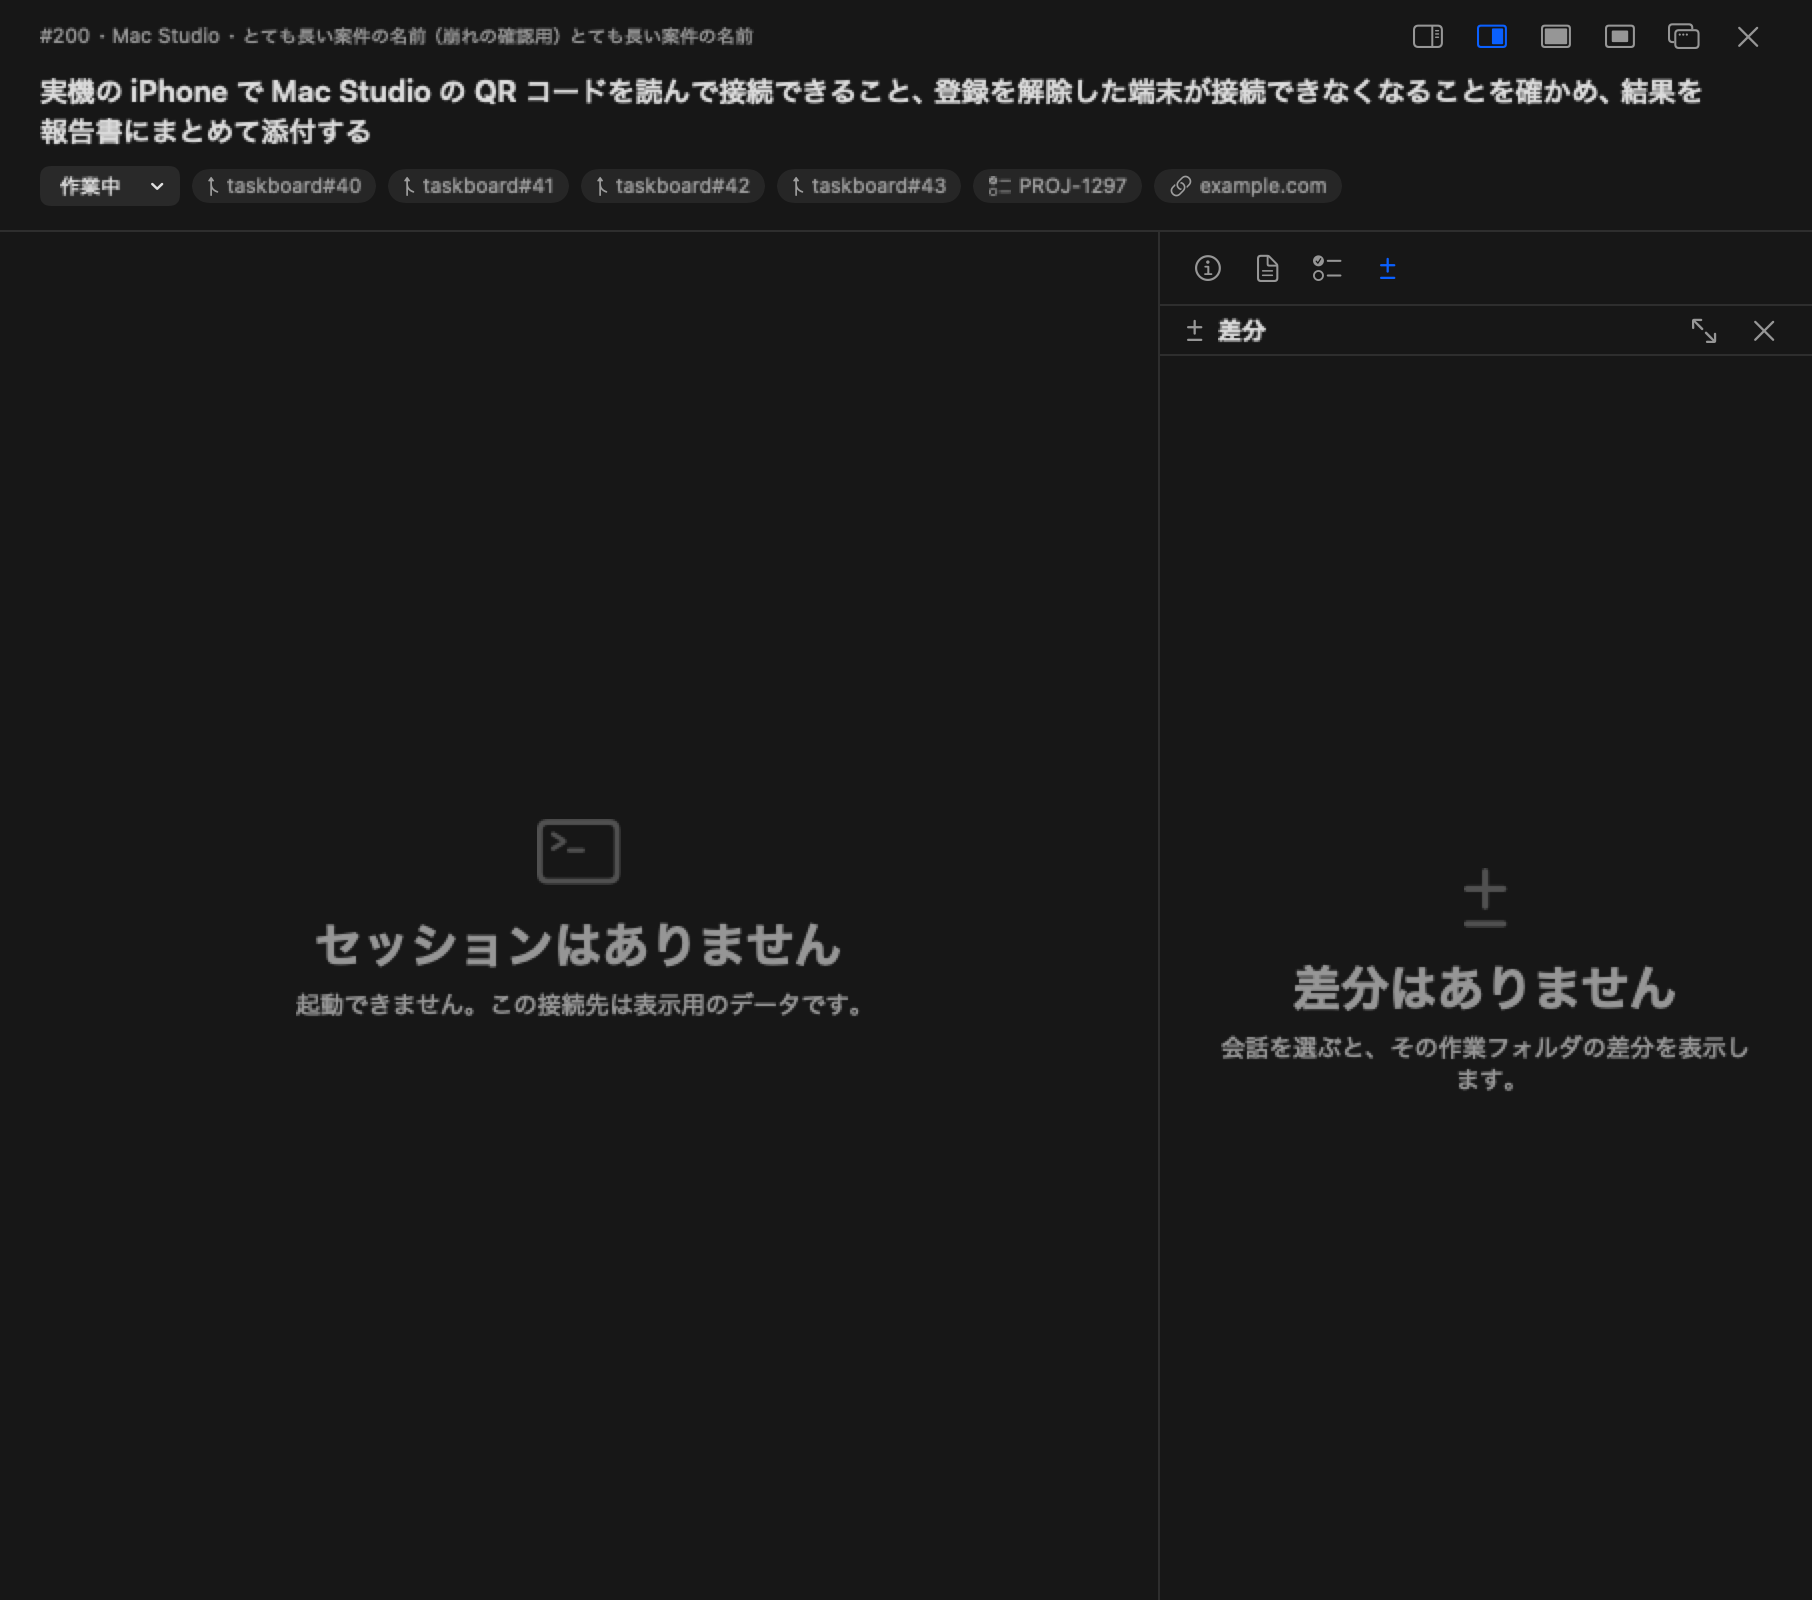 #200・Mac Studio・とても長い案件の名前（崩れの確認用）とても長い案件の名前
実機の iPhone で Mac Studio の QR コードを読んで接続できること、登録を解除した端末が接続できなくなることを確かめ、結果を
報告書にまとめて添付する
作業中 taskboard#40 taskboard#41 taskboard#42 taskboard#43 PROJ-1297 example.com
差分
セッションはありません
起動できません。この接続先は表示用のデータです。
差分はありません
会話を選ぶと、その作業フォルダの差分を表示し
ます。